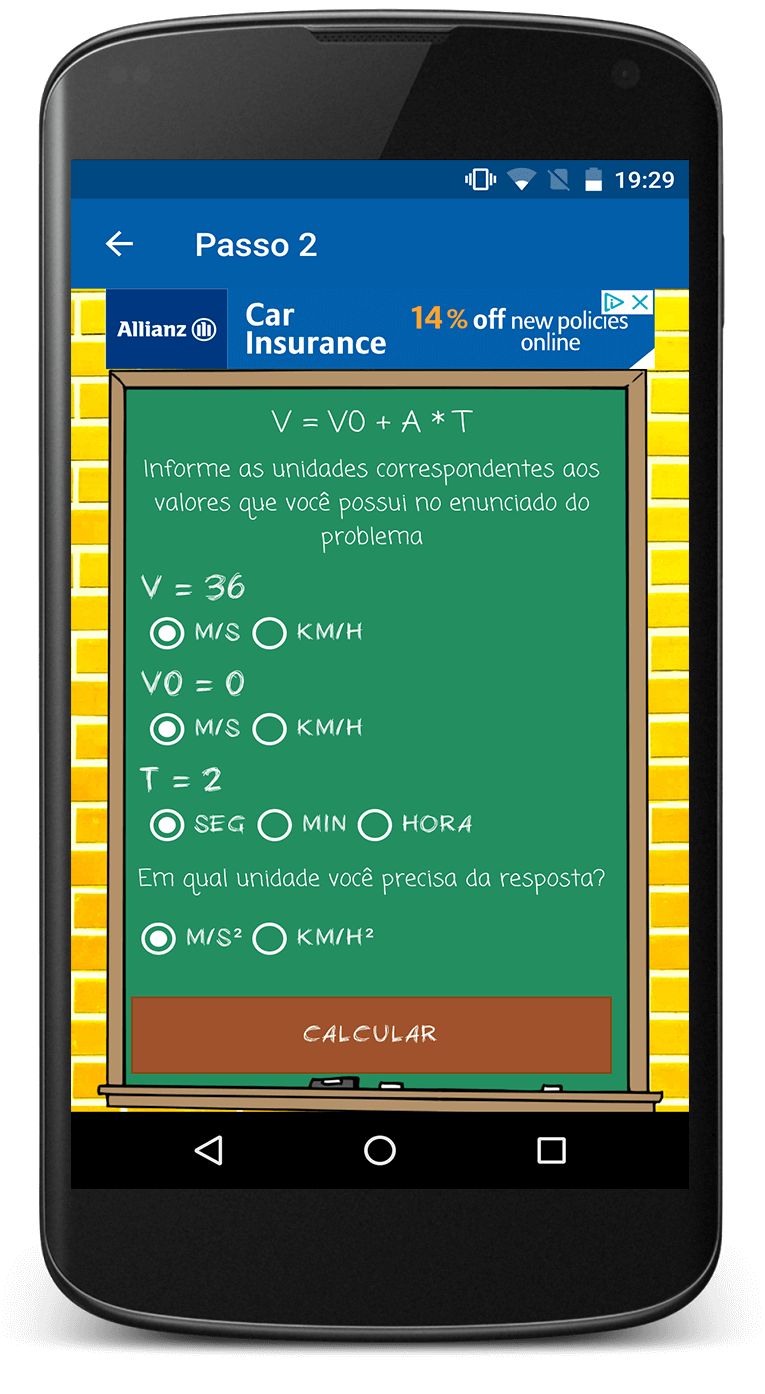 19:29
Passo 2
Allianz
Car
Insurance
14% off new policies
online
V = V0 + A * T
Informe as unidades correspondentes aos
valores que você possui no enunciado do
problema
V = 36
M/S KM/H
V0 = 0
M/S KM/H
T = 2
SEG MIN HORA
Em qual unidade você precisa da resposta?
M/S² KM/H²
CALCULAR